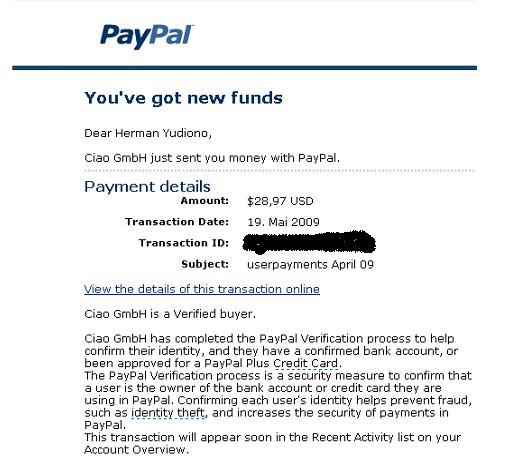 PayPal
You've got new funds
Dear Herman Yudiono,
Ciao GmbH just sent you money with PayPal.
Payment details
Amount: $28,97 USD
Transaction Date: 19. Mai 2009
Transaction ID:
Subject: userpayments April 09
View the details of this transaction online
Ciao GmbH is a Verified buyer.
Ciao GmbH has completed the PayPal Verification process to help
confirm their identity, and they have a confirmed bank account, or
been approved for a PayPal Plus Credit Card.
The PayPal Verification process is a security measure to confirm that
a user is the owner of the bank account or credit card they are
using in PayPal. Confirming each user's identity helps prevent fraud,
such as identity theft, and increases the security of payments in
PayPal.
This transaction will appear soon in the Recent Activity list on your
Account Overview.